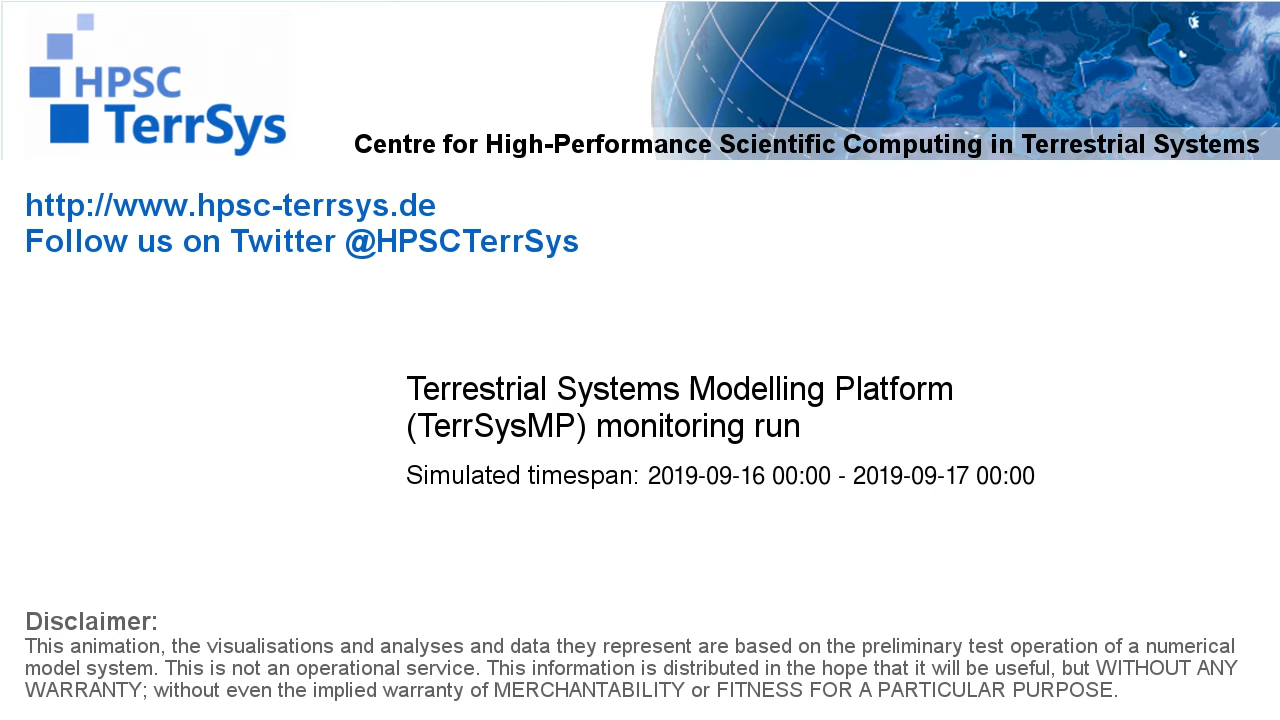 HPSC
TerrSys
Centre for High-Performance Scientific Computing in Terrestrial Systems
http://www.hpsc-terrsys.de
Follow us on Twitter @HPSCTerrSys
Terrestrial Systems Modelling Platform
(TerrSysMP) monitoring run
Simulated timespan: 2019-09-16 00:00 - 2019-09-17 00:00
Disclaimer:
This animation, the visualisations and analyses and data they represent are based on the preliminary test operation of a numerical
model system. This is not an operational service. This information is distributed in the hope that it will be useful, but WITHOUT ANY
WARRANTY; without even the implied warranty of MERCHANTABILITY or FITNESS FOR A PARTICULAR PURPOSE.